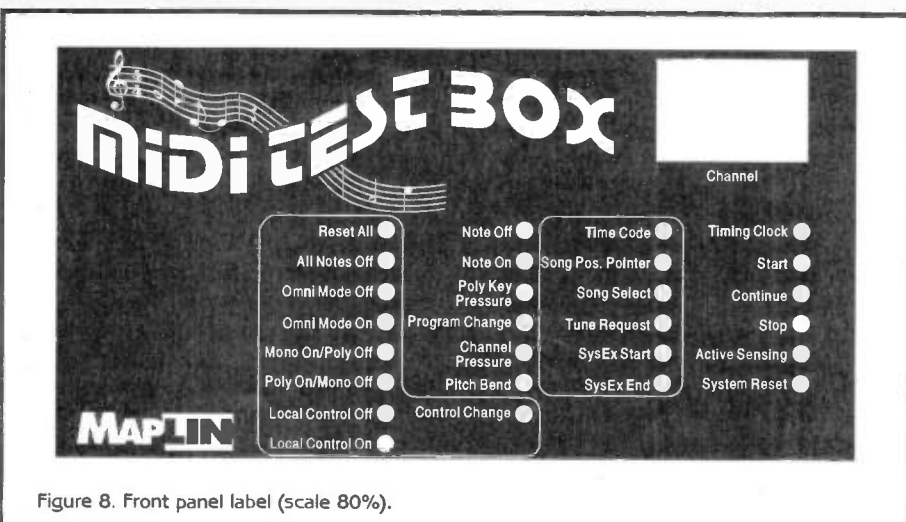 MiDi TEST BOX
Channel
Reset All
All Notes Off
Omni Mode Off
Omni Mode On
Mono On/Poly Off
Poly On/Mono Off
Local Control Off
Local Control On
Note Off
Note On
Poly Key
Pressure
Program Change
Channel
Pressure
Pitch Bend
Control Change
Time Code
Song Pos. Pointer
Song Select
Tune Request
SysEx Start
SysEx End
Timing Clock
Start
Continue
Stop
Active Sensing
System Reset
MAPLIN
Figure 8. Front panel label (scale 80%).